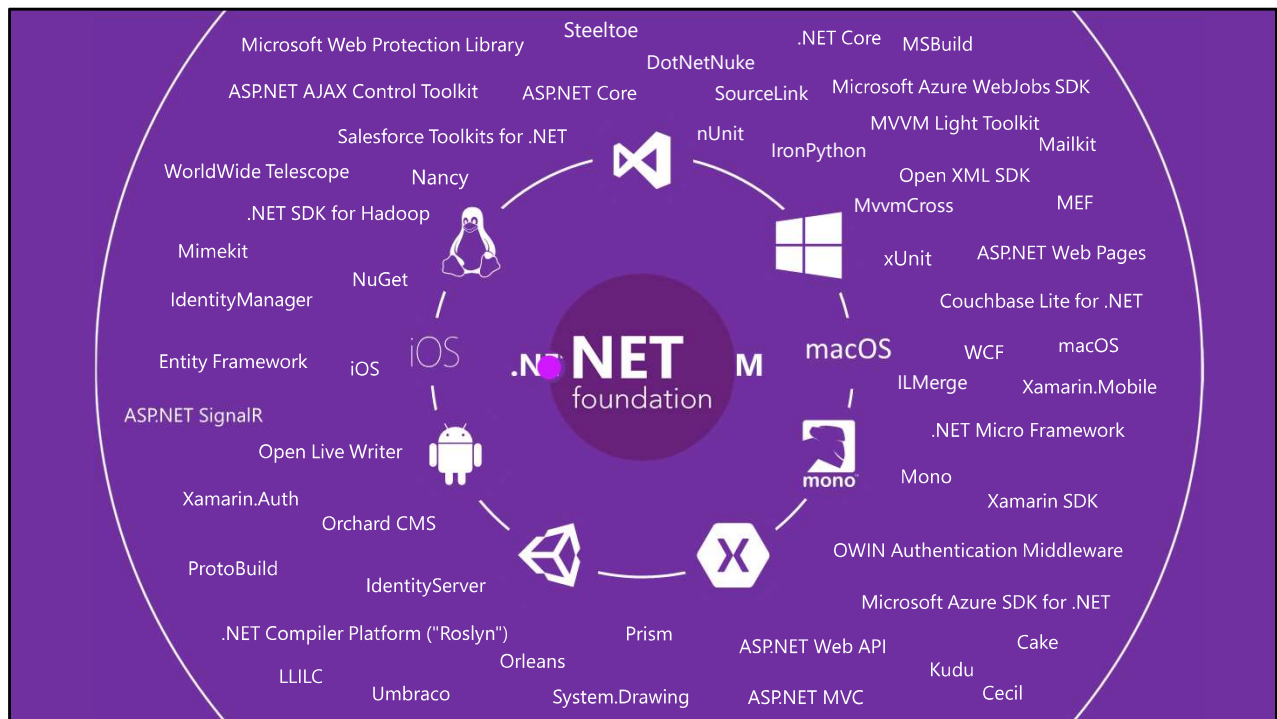 Steeltoe
.NET Core
MSBuild
Microsoft Web Protection Library
DotNetNuke
ASP.NET AJAX Control Toolkit
ASP.NET Core
SourceLink
Microsoft Azure WebJobs SDK
Salesforce Toolkits for .NET
nUnit
MVVM Light Toolkit
Mailkit
IronPython
WorldWide Telescope
Nancy
Open XML SDK
.NET SDK for Hadoop
MvvmCross
MEF
Mimekit
xUnit
ASP.NET Web Pages
NuGet
IdentityManager
Couchbase Lite for .NET
Entity Framework
iOS
iOS
.NET
foundation
M
macOS
WCF
macOS
ILMerge
Xamarin.Mobile
ASP.NET SignalR
.NET Micro Framework
Open Live Writer
mono
Mono
Xamarin.Auth
Xamarin SDK
Orchard CMS
OWIN Authentication Middleware
ProtoBuild
IdentityServer
Microsoft Azure SDK for .NET
.NET Compiler Platform ("Roslyn")
Prism
ASP.NET Web API
Cake
Orleans
Kudu
LLILC
Umbraco
System.Drawing
ASP.NET MVC
Cecil